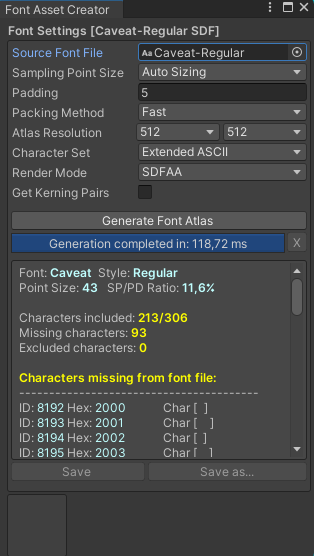 Font Asset Creator
Font Settings [Caveat-Regular SDF]
Source Font File Aa Caveat-Regular
Sampling Point Size Auto Sizing
Padding 5
Packing Method Fast
Atlas Resolution 512 512
Character Set Extended ASCII
Render Mode SDFAA
Get Kerning Pairs
Generate Font Atlas
Generation completed in: 118,72 ms X
Font: Caveat Style: Regular
Point Size: 43 SP/PD Ratio: 11,6%
Characters included: 213/306
Missing characters: 93
Excluded characters: 0
Characters missing from font file:
----------------------------------------
ID: 8192 Hex: 2000 Char [ ]
ID: 8193 Hex: 2001 Char [ ]
ID: 8194 Hex: 2002 Char [ ]
ID: 8195 Hex: 2003 Char [ ]
Save Save as...